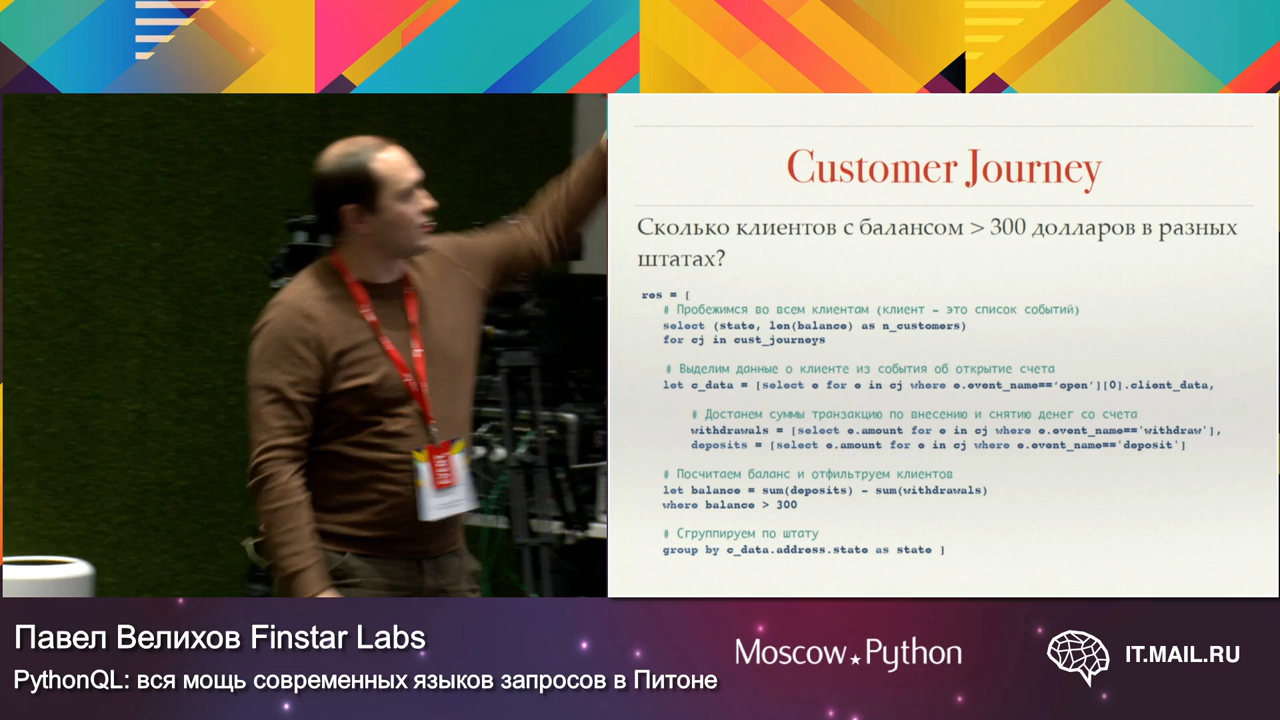 Customer Journey
Сколько клиентов с балансом > 300 долларов в разных
штатах?
res = [
# Пробежимся во всем клиентам (клиент – это список событий)
select (state, len(balance) as n_customers)
for cj in cust_journeys
# Выделим данные о клиенте из события об открытие счета
let c_data = [select e for e in cj where e.event_name=='open'][0].client_data,
# Достанем суммы транзакцию по внесению и снятию денег со счета
withdrawals = [select e.amount for e in cj where e.event_name=='withdraw'],
deposits = [select e.amount for e in cj where e.event_name=='deposit']
# Посчитаем баланс и отфильтруем клиентов
let balance = sum(deposits) – sum(withdrawals)
where balance > 300
# Сгруппируем по штату
group by c_data.address.state as state ]
Павел Велихов Finstar Labs
PythonQL: вся мощь современных языков запросов в Питоне
Moscow Python
IT.MAIL.RU